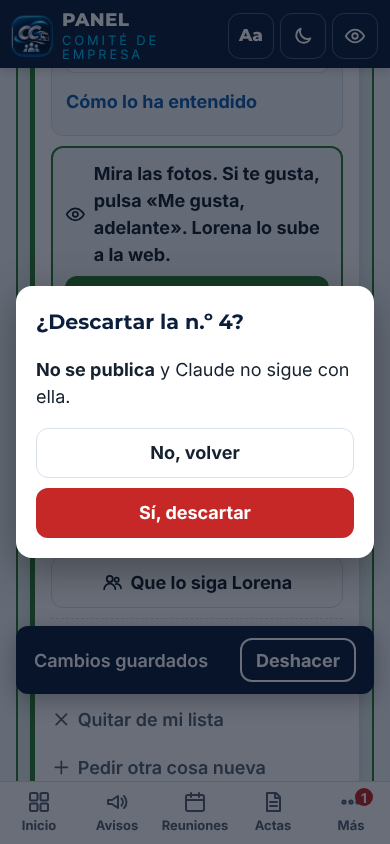 PANEL
COMITÉ DE
EMPRESA
Aa
Cómo lo ha entendido
Mira las fotos. Si te gusta,
pulsa «Me gusta,
adelante». Lorena lo sube
a la web.
¿Descartar la n.º 4?
No se publica y Claude no sigue con
ella.
No, volver
Sí, descartar
Que lo siga Lorena
Cambios guardados
Deshacer
Quitar de mi lista
Pedir otra cosa nueva
1
Inicio
Avisos
Reuniones
Actas
Más